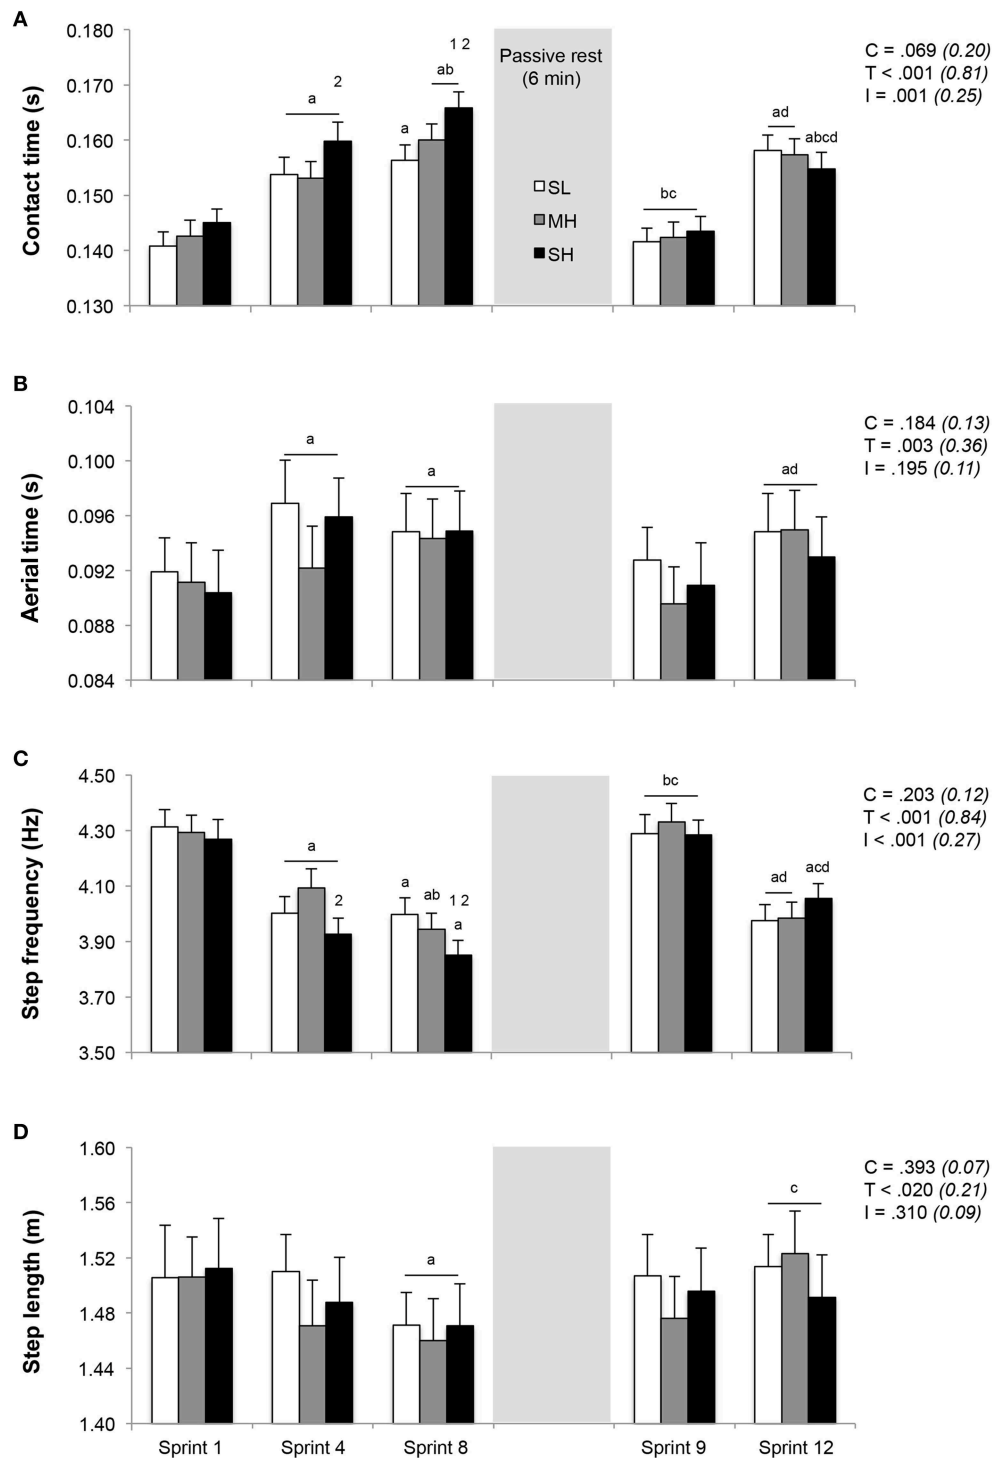 A
Contact time (s)
0.180
0.170
0.160
0.150
0.140
0.130
a
2
a
ab
1 2
Passive rest
(6 min)
SL
MH
SH
bc
ad
abcd
C = .069 (0.20)
T < .001 (0.81)
I = .001 (0.25)
B
Aerial time (s)
0.104
0.100
0.096
0.092
0.088
0.084
a
a
ad
C = .184 (0.13)
T = .003 (0.36)
I = .195 (0.11)
C
Step frequency (Hz)
4.50
4.30
4.10
3.90
3.70
3.50
a
2
a
ab
1 2
a
bc
ad
acd
C = .203 (0.12)
T < .001 (0.84)
I < .001 (0.27)
D
Step length (m)
1.60
1.56
1.52
1.48
1.44
1.40
a
c
C = .393 (0.07)
T < .020 (0.21)
I = .310 (0.09)
Sprint 1
Sprint 4
Sprint 8
Sprint 9
Sprint 12